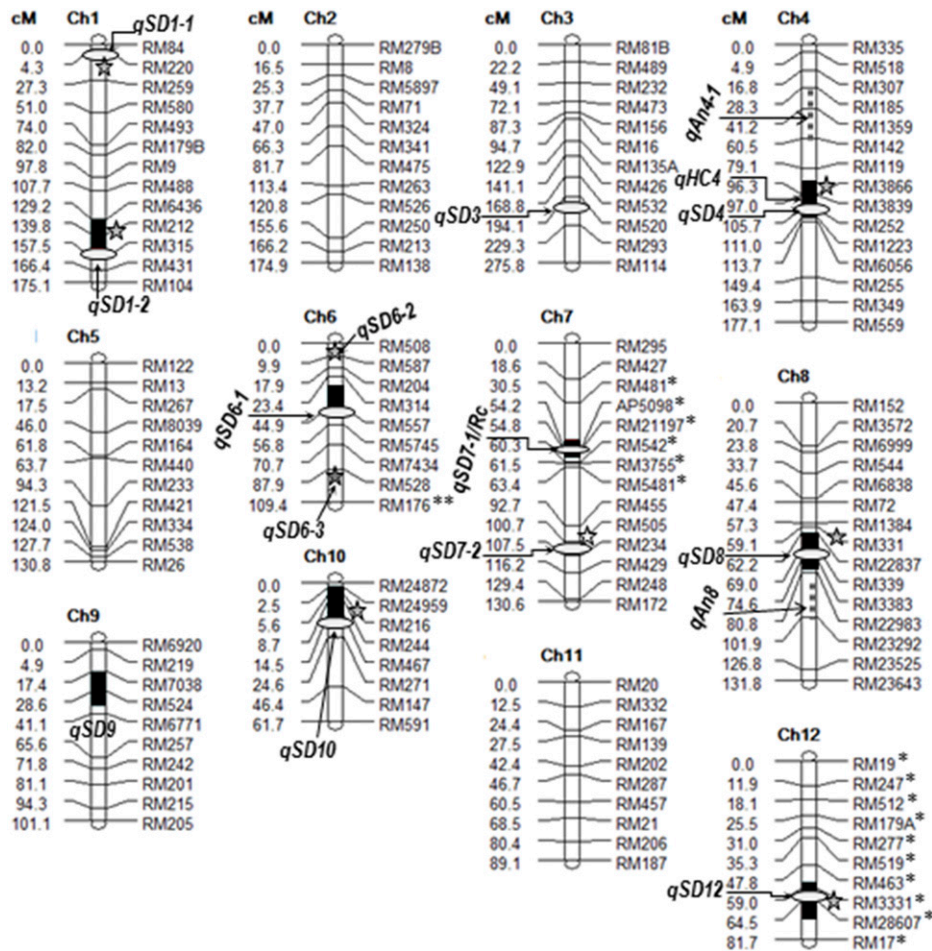 cM Ch1 qSD1-1
0.0 RM84
4.3 RM220
27.3 RM259
51.0 RM580
74.0 RM493
82.0 RM179B
97.8 RM9
107.7 RM488
129.2 RM6436
139.8 RM212
157.5 RM315
166.4 RM431
175.1 RM104
qSD1-2
cM Ch2
0.0 RM279B
16.5 RM8
25.3 RM5897
37.7 RM71
47.0 RM324
66.3 RM341
81.7 RM475
113.4 RM263
120.8 RM526
155.6 RM250
166.2 RM213
174.9 RM138
cM Ch3
0.0 RM81B
22.2 RM489
49.1 RM232
72.1 RM473
87.3 RM156
94.7 RM16
122.9 RM135A
141.1 RM426
168.8 RM532
qSD3
194.1 RM520
229.3 RM293
275.8 RM114
cM Ch4
0.0 RM335
4.9 RM518
16.8 RM307
28.3 RM185
qAn4-1
41.2 RM1359
60.5 RM142
79.1 RM119
qHC4
96.3 RM3866
97.0 RM3839
qSD4
105.7 RM252
111.0 RM1223
113.7 RM6056
149.4 RM255
163.9 RM349
177.1 RM559
Ch5
0.0 RM122
13.2 RM13
17.5 RM267
46.0 RM8039
61.8 RM164
63.7 RM440
94.3 RM233
121.5 RM421
124.0 RM334
127.7 RM538
130.8 RM26
Ch6 qSD6-2
0.0 RM508
9.9 RM587
17.9 RM204
23.4 RM314
qSD6-1
44.9 RM557
56.8 RM5745
70.7 RM7434
87.9 RM528
109.4 RM176**
qSD6-3
Ch7
0.0 RM295
18.6 RM427
30.5 RM481*
54.2 AP5098*
54.8 RM21197*
qSD7-1/Rc
60.3 RM542*
61.5 RM3755*
63.4 RM5481*
92.7 RM455
100.7 RM505
107.5 RM234
qSD7-2
116.2 RM429
129.4 RM248
130.6 RM172
Ch8
0.0 RM152
20.7 RM3572
23.8 RM6999
33.7 RM544
45.6 RM6838
47.4 RM72
57.3 RM1384
59.1 RM331
qSD8
62.2 RM22837
69.0 RM339
74.6 RM3383
qAn8
80.8 RM22983
101.9 RM23292
126.8 RM23525
131.8 RM23643
Ch9
0.0 RM6920
4.9 RM219
17.4 RM7038
28.6 RM524
qSD9
41.1 RM6771
65.6 RM257
71.8 RM242
81.1 RM201
94.3 RM215
101.1 RM205
Ch10
0.0 RM24872
2.5 RM24959
5.6 RM216
8.7 RM244
14.5 RM467
24.6 RM271
46.4 RM147
61.7 RM591
qSD10
Ch11
0.0 RM20
12.5 RM332
24.4 RM167
27.5 RM139
42.4 RM202
46.7 RM287
60.5 RM457
68.5 RM21
80.4 RM206
89.1 RM187
Ch12
0.0 RM19*
11.9 RM247*
18.1 RM512*
25.5 RM179A*
31.0 RM277*
35.3 RM519*
47.8 RM463*
qSD12
59.0 RM3331*
64.5 RM28607*
81.7 RM17*